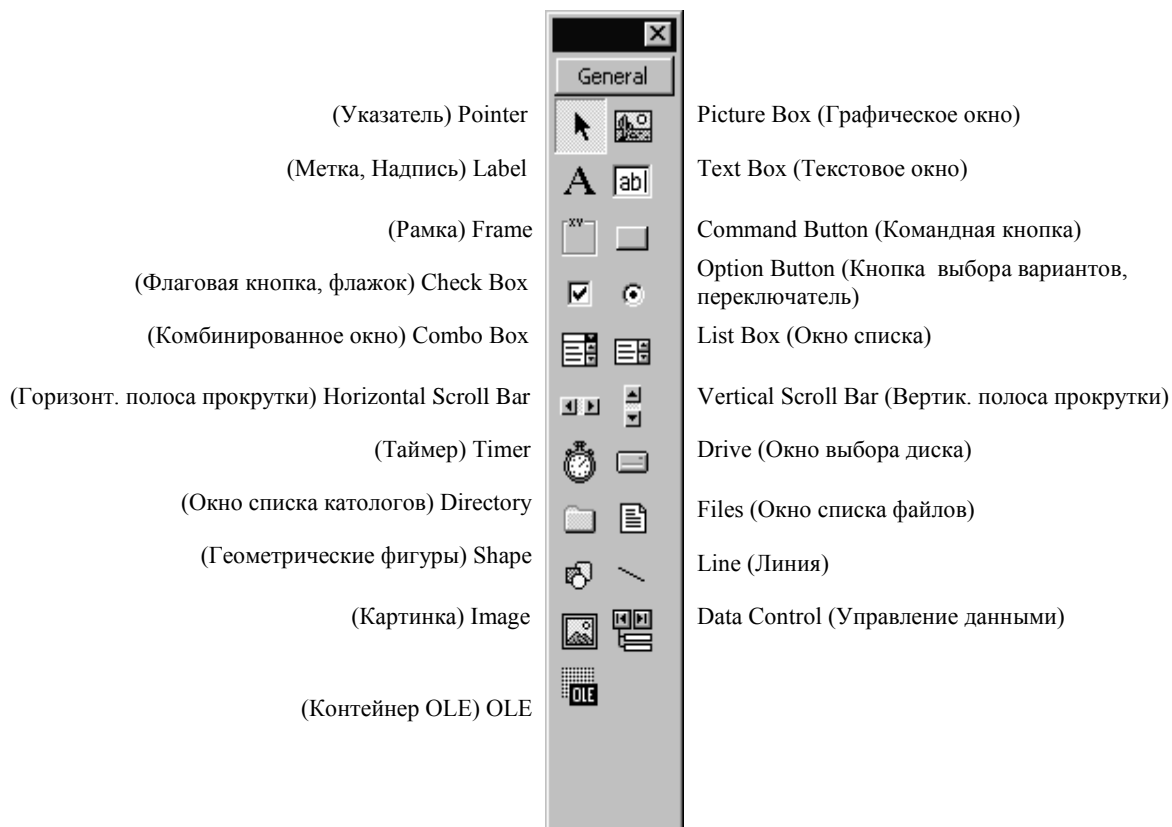 General
(Указатель) Pointer
Picture Box (Графическое окно)
(Метка, Надпись) Label
A
abl
Text Box (Текстовое окно)
(Рамка) Frame
XY
Command Button (Командная кнопка)
(Флаговая кнопка, флажок) Check Box
Option Button (Кнопка выбора вариантов,
переключатель)
(Комбинированное окно) Combo Box
List Box (Окно списка)
(Горизонт. полоса прокрутки) Horizontal Scroll Bar
Vertical Scroll Bar (Вертик. полоса прокрутки)
(Таймер) Timer
Drive (Окно выбора диска)
(Окно списка катологов) Directory
Files (Окно списка файлов)
(Геометрические фигуры) Shape
Line (Линия)
(Картинка) Image
Data Control (Управление данными)
(Контейнер OLE) OLE
OLE